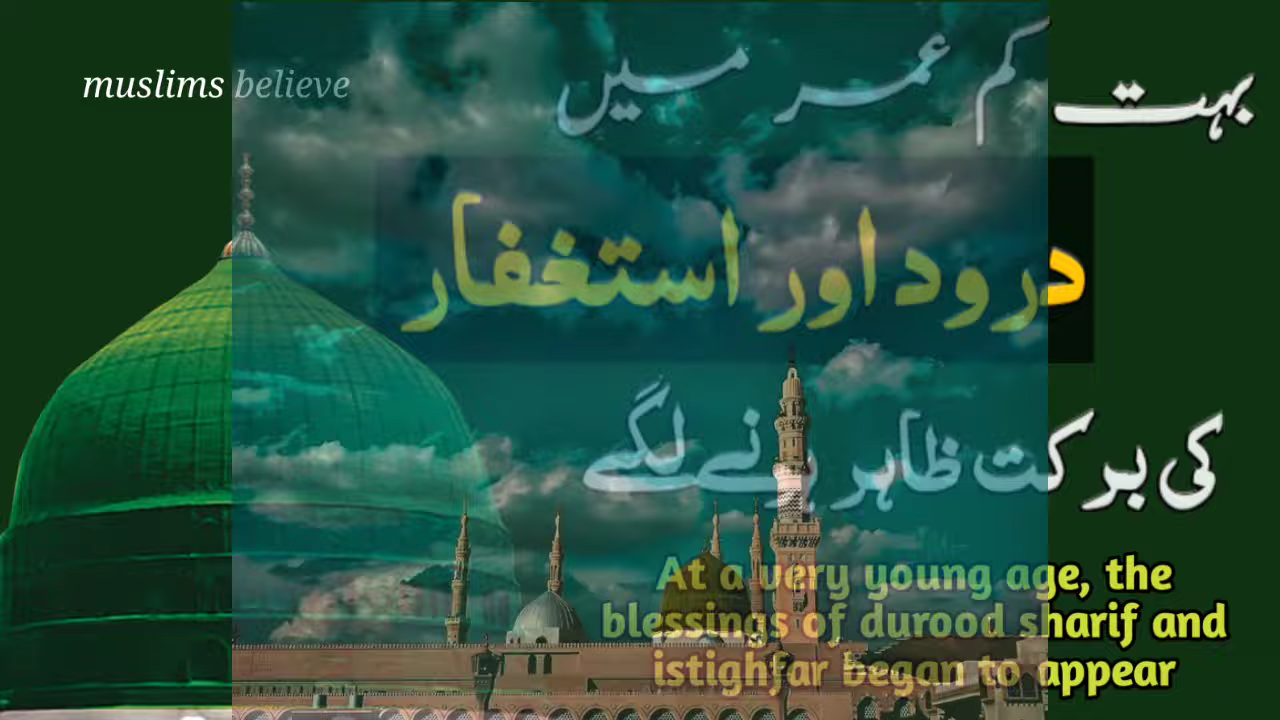 muslims believe
بہت کم عمر میں
درود اور استغفار
کی برکت ظاہر ہونے لگے
At a very young age, the
blessings of durood sharif and
istighfar began to appear